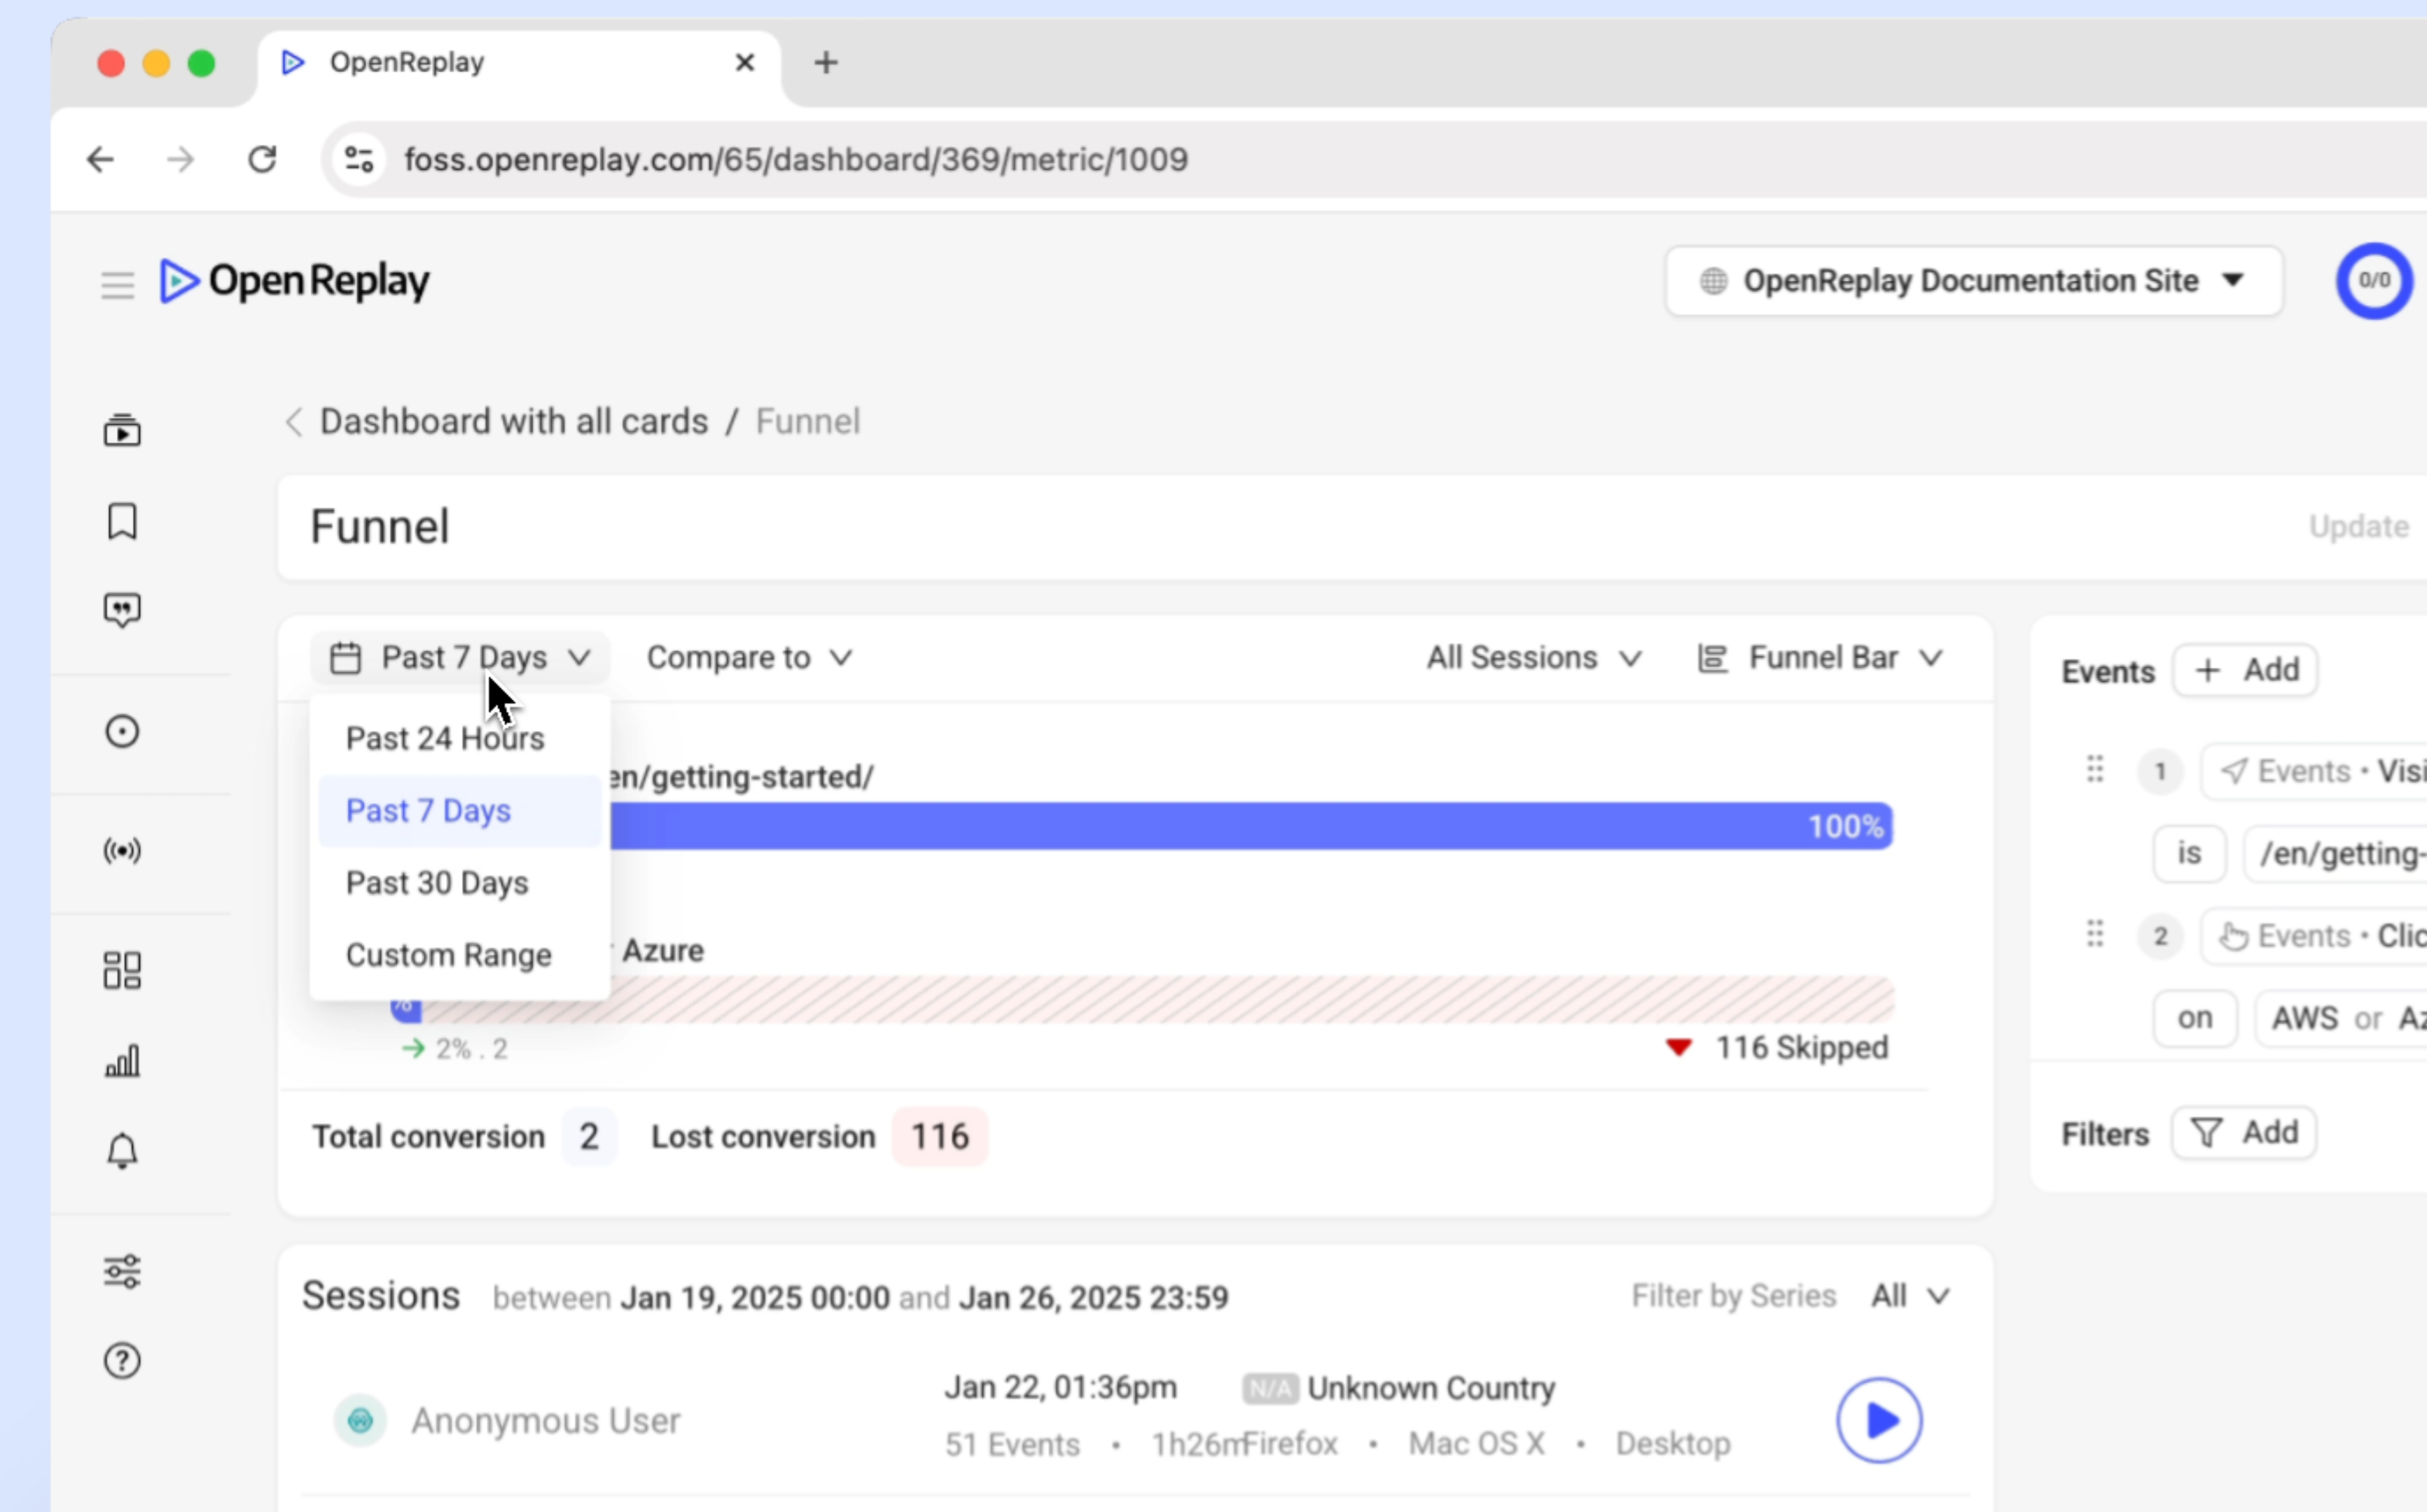 OpenReplay
foss.openreplay.com/65/dashboard/369/metric/1009
OpenReplay
OpenReplay Documentation Site
0/0
Dashboard with all cards / Funnel
Funnel
Update
Past 7 Days
Compare to
All Sessions
Funnel Bar
Past 24 Hours
Past 7 Days
Past 30 Days
Custom Range
en/getting-started/
100%
Azure
2% . 2
116 Skipped
Total conversion 2 Lost conversion 116
Events + Add
1 Events • Visi
is /en/getting-
2 Events • Clic
on AWS or Az
Filters Add
Sessions between Jan 19, 2025 00:00 and Jan 26, 2025 23:59
Filter by Series All
Anonymous User
Jan 22, 01:36pm
N/A Unknown Country
51 Events • 1h26m
Firefox • Mac OS X • Desktop